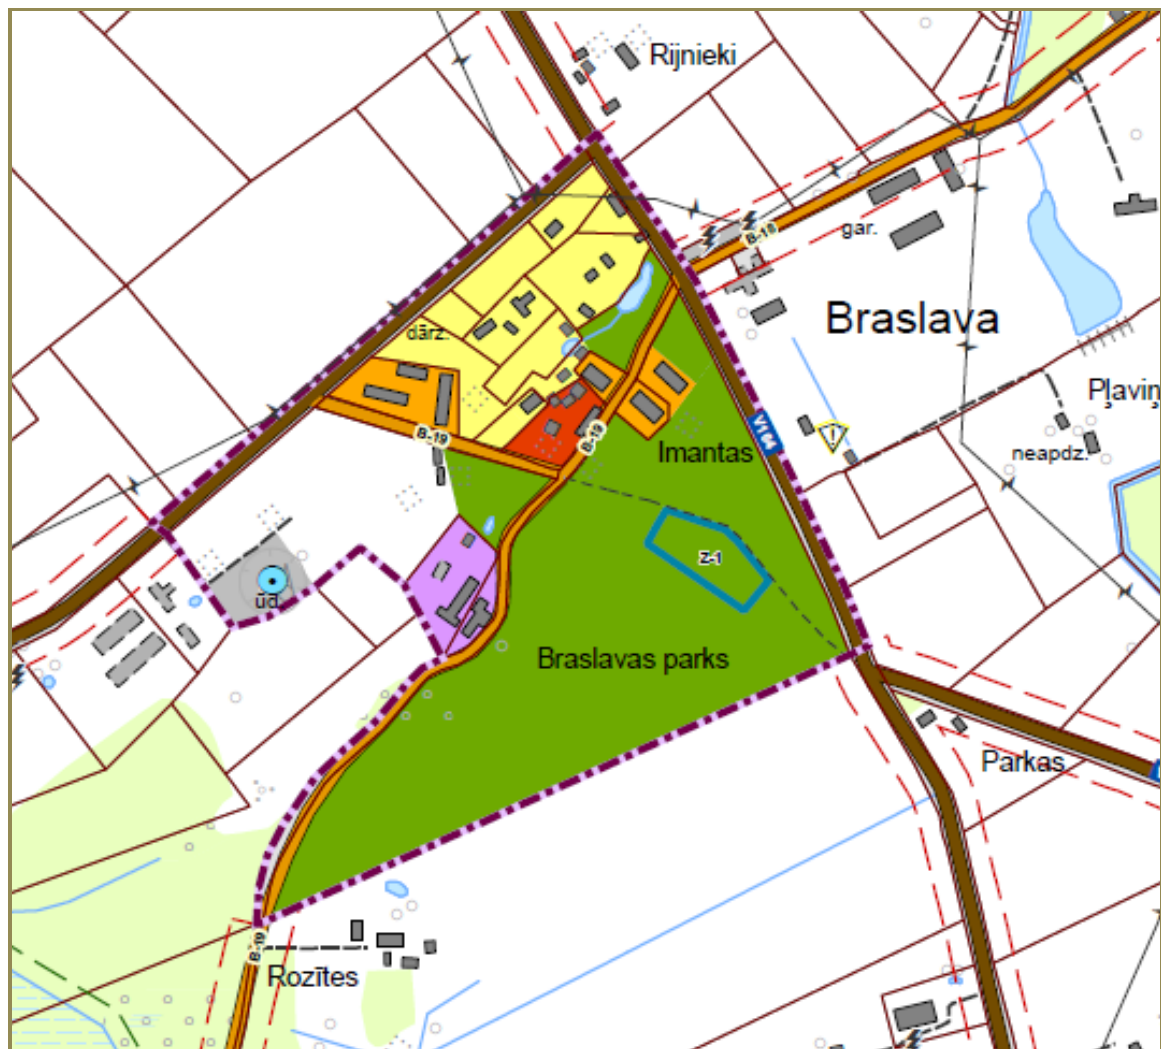 Rijnieki
B-18
gar.
Braslava
dārz.
Pļaviņ
B-19
V164
B-19
Imantas
neapdz.
Z-1
ūd.
Braslavas parks
Parkas
B-19
Rozītes